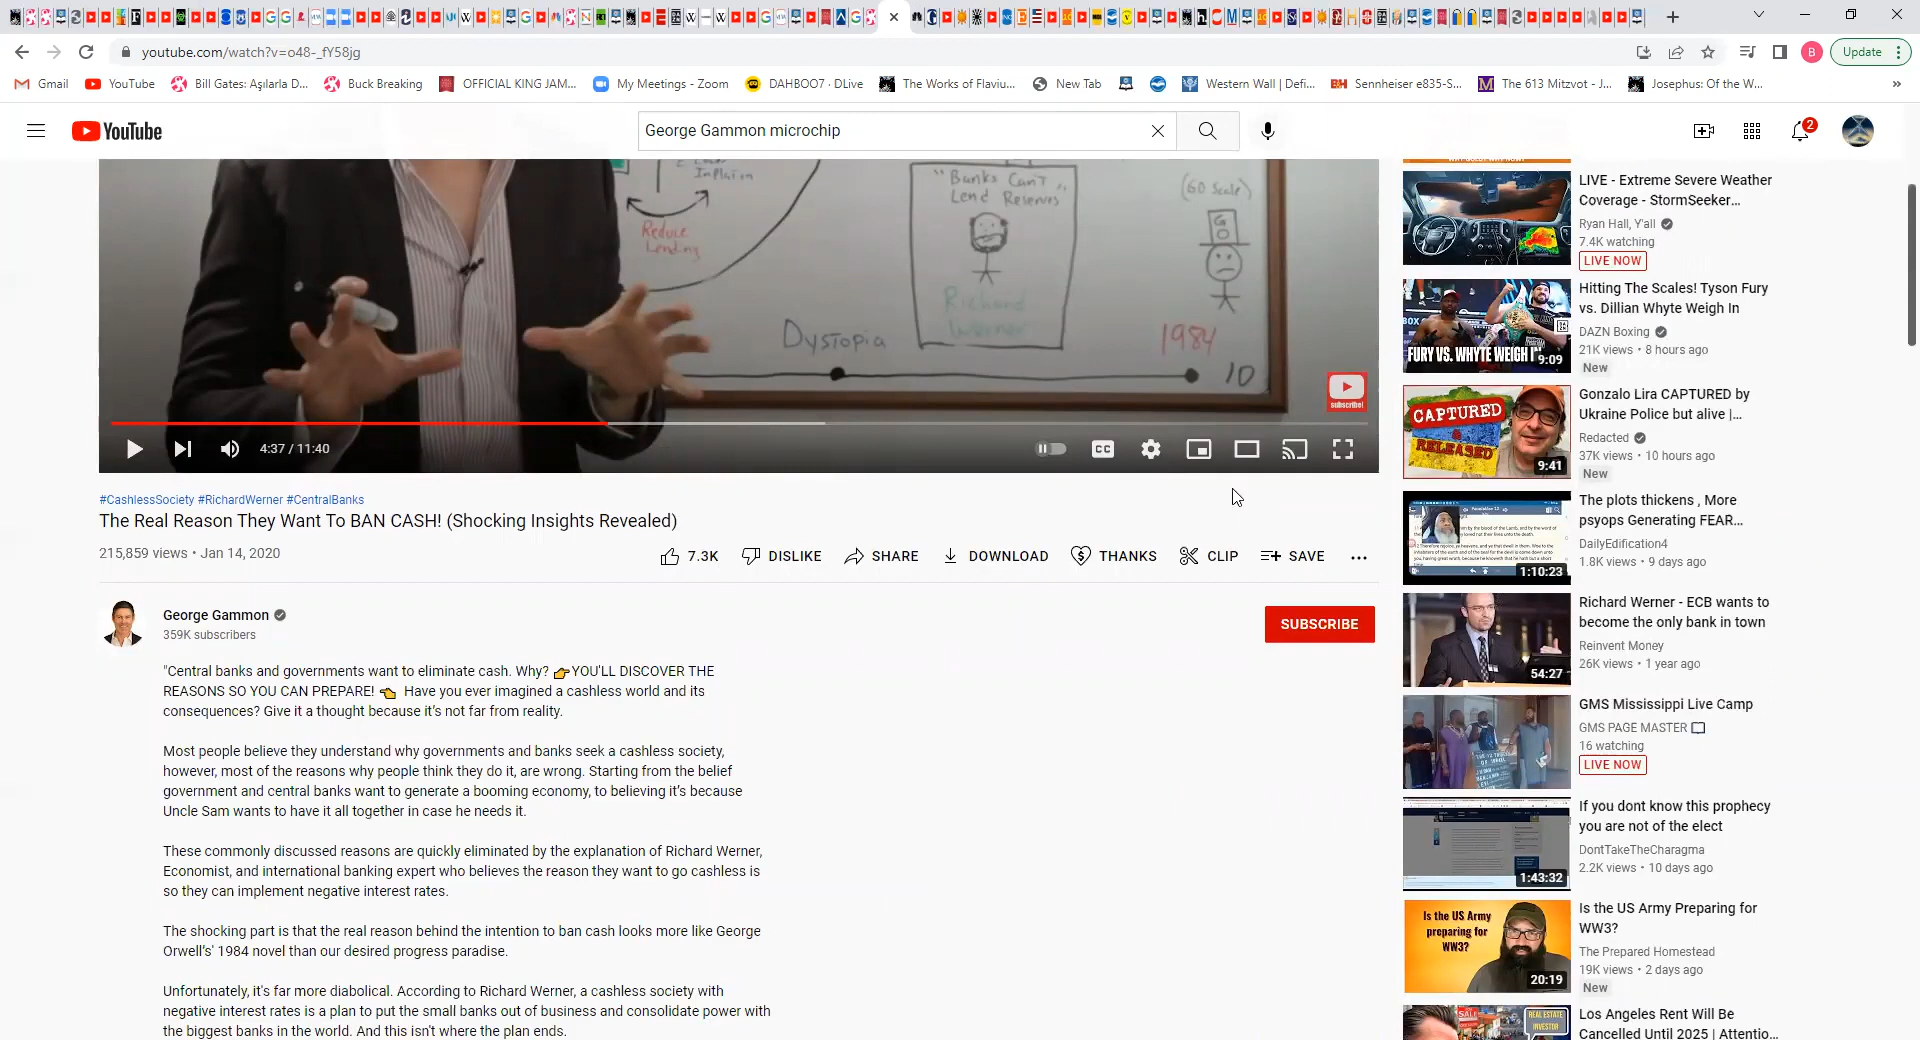 youtube.com/watch?v=o48-_fY58jg
Update
B
Gmail
YouTube
Bill Gates: Aşılarla D...
Buck Breaking
OFFICIAL KING JAM...
My Meetings - Zoom
DAHBOO7 · DLive
The Works of Flaviu...
New Tab
Western Wall | Defi...
Sennheiser e835-S...
The 613 Mitzvot - J...
Josephus: Of the W...
YouTube
George Gammon microchip
2
Inflation
Reduce
Lending
"Banks Can't
Lend Reserves"
Richard
Werner
(GO Scale)
GO
Dystopia
1984
10
subscribe!
4:37 / 11:40
CC
#CashlessSociety #RichardWerner #CentralBanks
The Real Reason They Want To BAN CASH! (Shocking Insights Revealed)
215,859 views • Jan 14, 2020
7.3K
DISLIKE
SHARE
DOWNLOAD
THANKS
CLIP
SAVE
George Gammon
359K subscribers
SUBSCRIBE
"Central banks and governments want to eliminate cash. Why? 👉YOU'LL DISCOVER THE
REASONS SO YOU CAN PREPARE! 👈 Have you ever imagined a cashless world and its
consequences? Give it a thought because it's not far from reality.
Most people believe they understand why governments and banks seek a cashless society,
however, most of the reasons why people think they do it, are wrong. Starting from the belief
government and central banks want to generate a booming economy, to believing it's because
Uncle Sam wants to have it all together in case he needs it.
These commonly discussed reasons are quickly eliminated by the explanation of Richard Werner,
Economist, and international banking expert who believes the reason they want to go cashless is
so they can implement negative interest rates.
The shocking part is that the real reason behind the intention to ban cash looks more like George
Orwell's' 1984 novel than our desired progress paradise.
Unfortunately, it's far more diabolical. According to Richard Werner, a cashless society with
negative interest rates is a plan to put the small banks out of business and consolidate power with
the biggest banks in the world. And this isn't where the plan ends.
LIVE - Extreme Severe Weather
Coverage - StormSeeker...
Ryan Hall, Y'all
7.4K watching
LIVE NOW
FURY VS. WHYTE WEIGH I
9:09
Hitting The Scales! Tyson Fury
vs. Dillian Whyte Weigh In
DAZN Boxing
21K views • 8 hours ago
New
CAPTURED
&
RELEASED
9:41
Gonzalo Lira CAPTURED by
Ukraine Police but alive |...
Redacted
37K views • 10 hours ago
New
1:10:23
The plots thickens , More
psyops Generating FEAR...
DailyEdification4
1.8K views • 9 days ago
54:27
Richard Werner - ECB wants to
become the only bank in town
Reinvent Money
26K views • 1 year ago
GMS Mississippi Live Camp
GMS PAGE MASTER
16 watching
LIVE NOW
1:43:32
If you dont know this prophecy
you are not of the elect
DontTakeTheCharagma
2.2K views • 10 days ago
Is the US Army
preparing for
WW3?
20:19
Is the US Army Preparing for
WW3?
The Prepared Homestead
19K views • 2 days ago
New
SALE
REAL ESTATE
INVESTOR
Los Angeles Rent Will Be
Cancelled Until 2025 | Attentio...